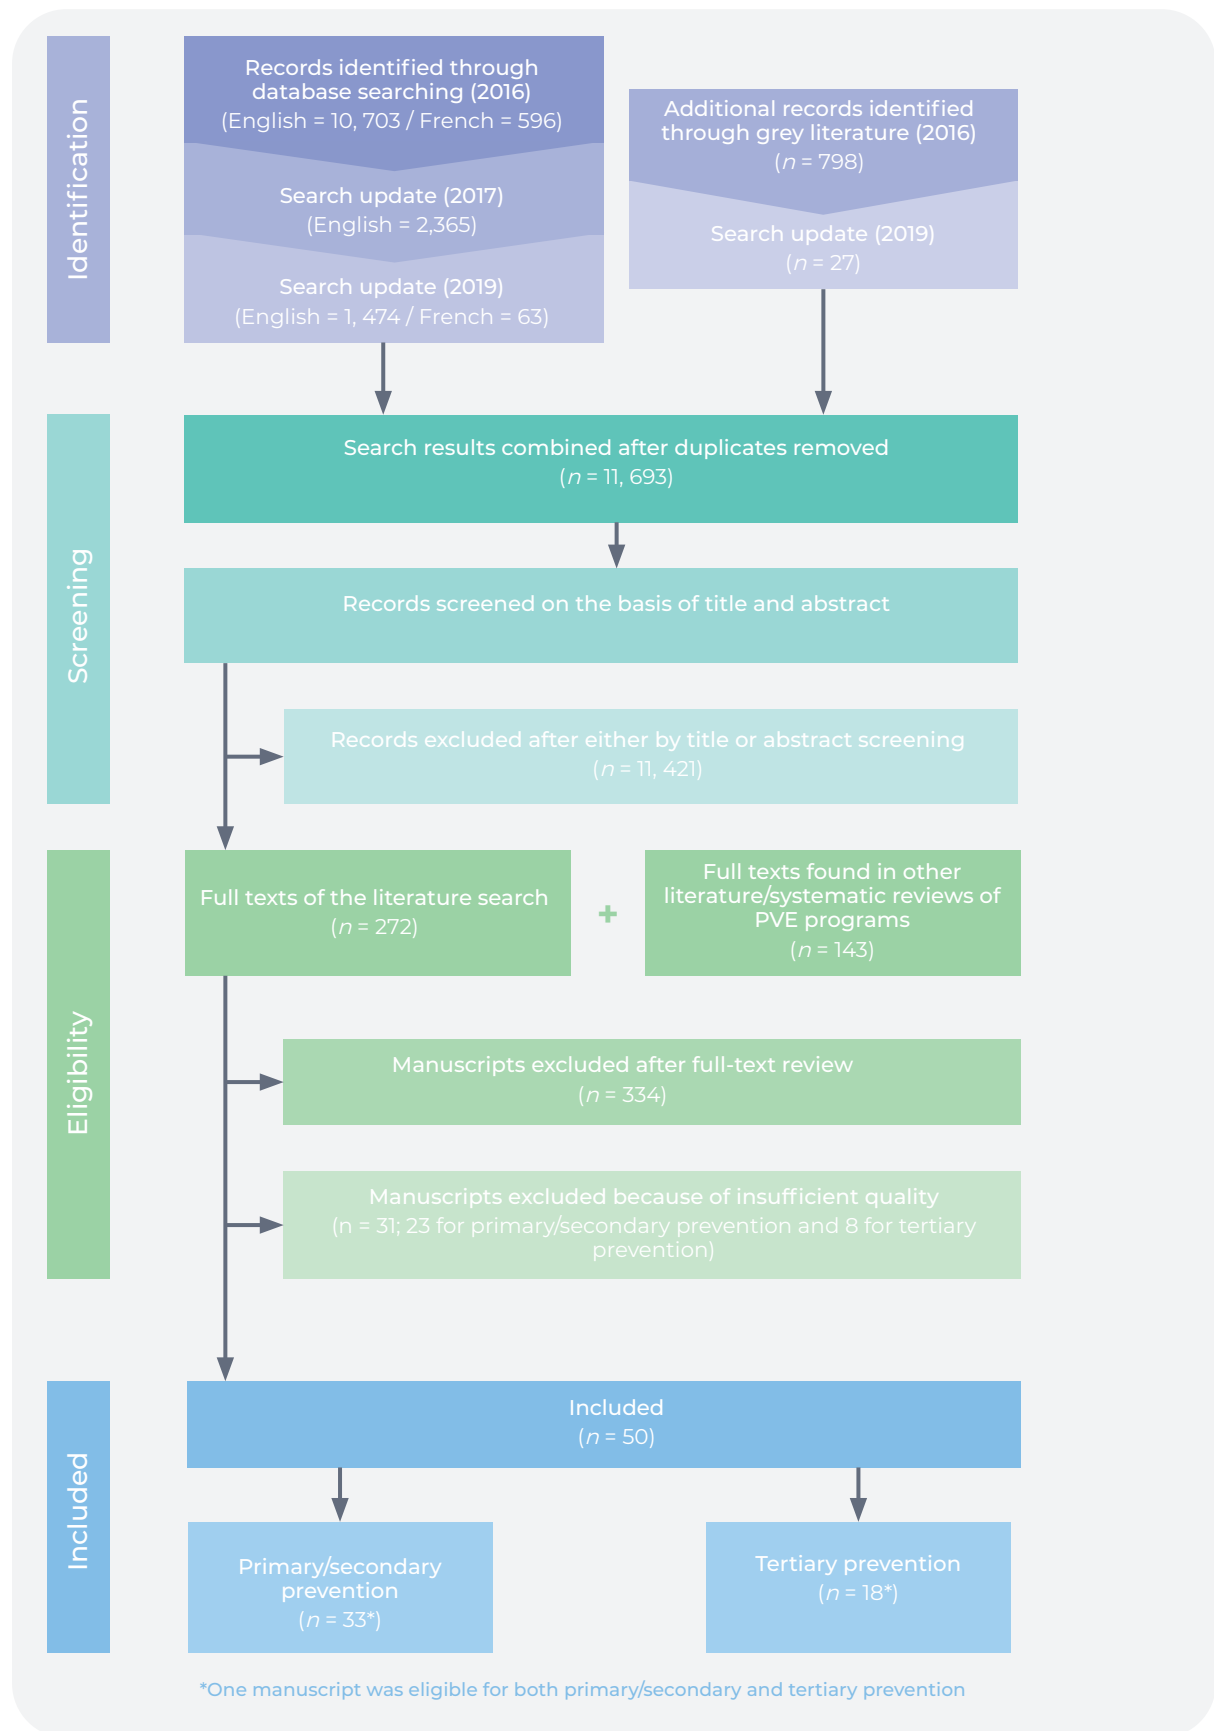 Identification
Records identified through
database searching (2016)
(English = 10, 703 / French = 596)
Search update (2017)
(English = 2,365)
Search update (2019)
(English = 1, 474 / French = 63)
Additional records identified
through grey literature (2016)
(n = 798)
Search update (2019)
(n = 27)
Screening
Search results combined after duplicates removed
(n = 11, 693)
Records screened on the basis of title and abstract
Records excluded after either by title or abstract screening
(n = 11, 421)
Eligibility
Full texts of the literature search
(n = 272)
+
Full texts found in other
literature/systematic reviews of
PVE programs
(n = 143)
Manuscripts excluded after full-text review
(n = 334)
Manuscripts excluded because of insufficient quality
(n = 31; 23 for primary/secondary prevention and 8 for tertiary
prevention)
Included
Included
(n = 50)
Primary/secondary
prevention
(n = 33*)
Tertiary prevention
(n = 18*)
*One manuscript was eligible for both primary/secondary and tertiary prevention